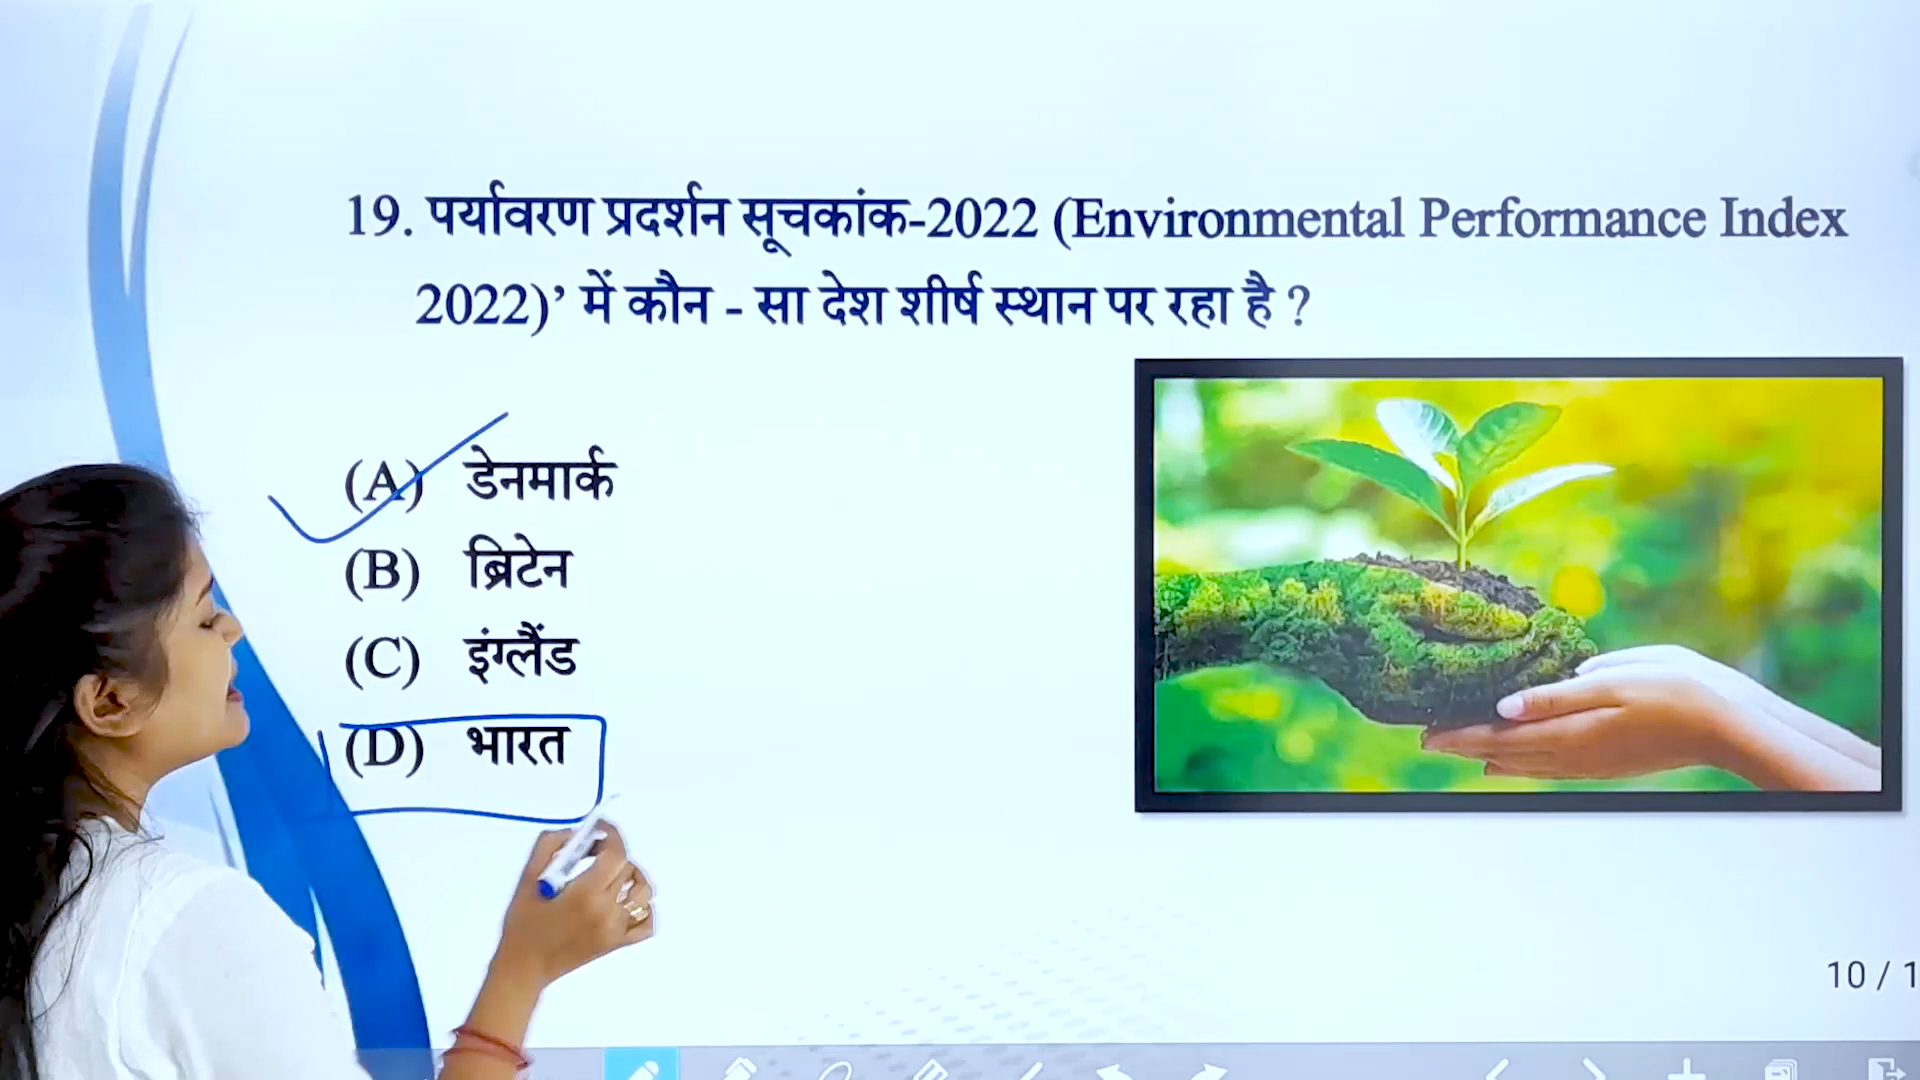 19. पर्यावरण प्रदर्शन सूचकांक-2022 (Environmental Performance Index
2022)’ में कौन - सा देश शीर्ष स्थान पर रहा है ?
(A) डेनमार्क
(B) ब्रिटेन
(C) इंग्लैंड
(D) भारत
10 / 1